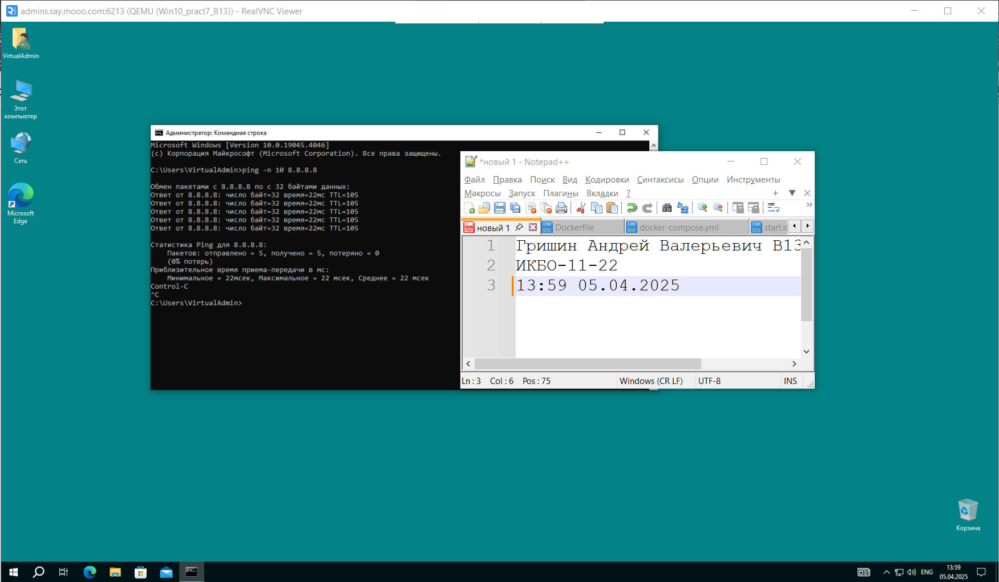 admins.say.mooo.com:6213 (QEMU (Win10_pract7_B13)) - RealVNC Viewer
VirtualAdmin
Этот
компьютер
Сеть
Microsoft
Edge
Администратор: Командная строка
Microsoft Windows [Version 10.0.19045.4046]
(c) Корпорация Майкрософт (Microsoft Corporation). Все права защищены.
C:\Users\VirtualAdmin>ping -n 10 8.8.8.8
Обмен пакетами с 8.8.8.8 по с 32 байтами данных:
Ответ от 8.8.8.8: число байт=32 время=22мс TTL=105
Ответ от 8.8.8.8: число байт=32 время=22мс TTL=105
Ответ от 8.8.8.8: число байт=32 время=22мс TTL=105
Ответ от 8.8.8.8: число байт=32 время=22мс TTL=105
Ответ от 8.8.8.8: число байт=32 время=22мс TTL=105
Статистика Ping для 8.8.8.8:
Пакетов: отправлено = 5, получено = 5, потеряно = 0
(0% потерь)
Приблизительное время приема-передачи в мс:
Минимальное = 22мсек, Максимальное = 22 мсек, Среднее = 22 мсек
Control-C
^C
C:\Users\VirtualAdmin>
*новый 1 - Notepad++
Файл Правка Поиск Вид Кодировки Синтаксисы Опции Инструменты
Макросы Запуск Плагины Вкладки ?
новый 1 Dockerfile docker-compose.yml start.s
1 Гришин Андрей Валерьевич B13
2 ИКБО-11-22
3 13:59 05.04.2025
Ln : 3 Col : 6 Pos : 75 Windows (CR LF) UTF-8 INS
Корзина
ENG
13:59
05.04.2025